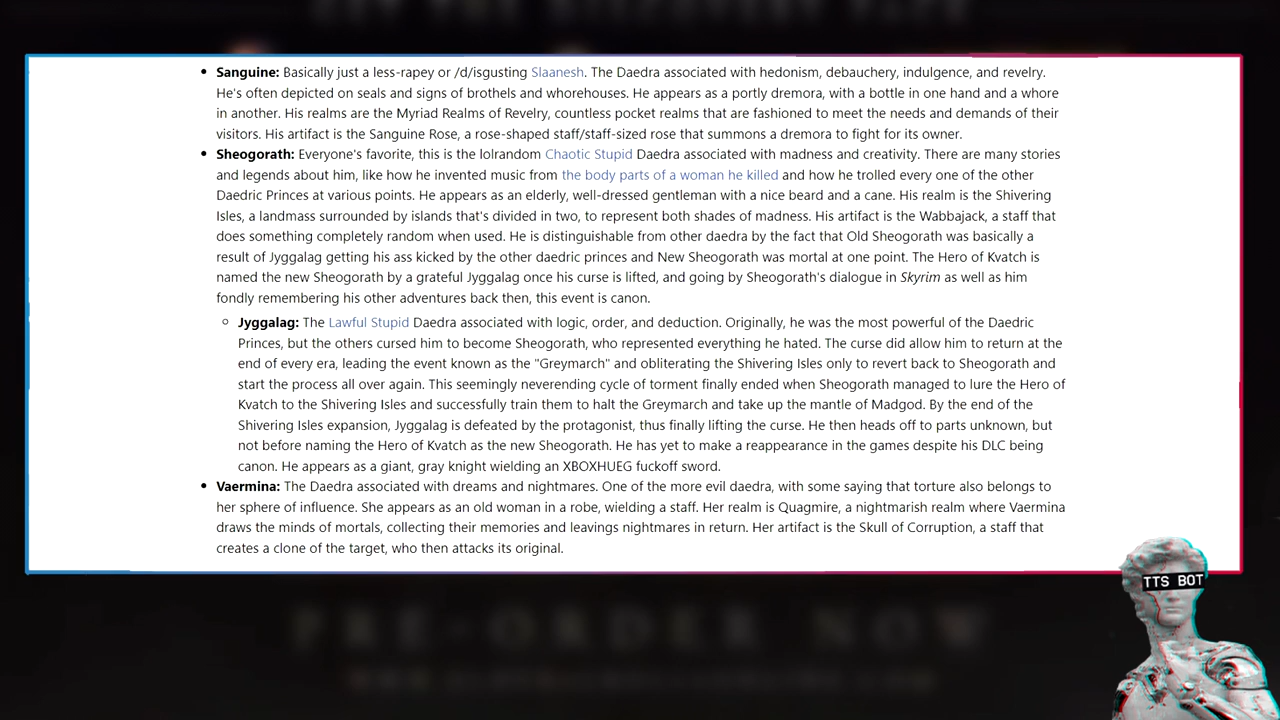 Sanguine: Basically just a less-rapey or /d/isgusting Slaanesh. The Daedra associated with hedonism, debauchery, indulgence, and revelry.
He's often depicted on seals and signs of brothels and whorehouses. He appears as a portly dremora, with a bottle in one hand and a whore
in another. His realms are the Myriad Realms of Revelry, countless pocket realms that are fashioned to meet the needs and demands of their
visitors. His artifact is the Sanguine Rose, a rose-shaped staff/staff-sized rose that summons a dremora to fight for its owner.
Sheogorath: Everyone's favorite, this is the lolrandom Chaotic Stupid Daedra associated with madness and creativity. There are many stories
and legends about him, like how he invented music from the body parts of a woman he killed and how he trolled every one of the other
Daedric Princes at various points. He appears as an elderly, well-dressed gentleman with a nice beard and a cane. His realm is the Shivering
Isles, a landmass surrounded by islands that's divided in two, to represent both shades of madness. His artifact is the Wabbajack, a staff that
does something completely random when used. He is distinguishable from other daedra by the fact that Old Sheogorath was basically a
result of Jyggalag getting his ass kicked by the other daedric princes and New Sheogorath was mortal at one point. The Hero of Kvatch is
named the new Sheogorath by a grateful Jyggalag once his curse is lifted, and going by Sheogorath's dialogue in Skyrim as well as him
fondly remembering his other adventures back then, this event is canon.
Jyggalag: The Lawful Stupid Daedra associated with logic, order, and deduction. Originally, he was the most powerful of the Daedric
Princes, but the others cursed him to become Sheogorath, who represented everything he hated. The curse did allow him to return at the
end of every era, leading the event known as the "Greymarch" and obliterating the Shivering Isles only to revert back to Sheogorath and
start the process all over again. This seemingly neverending cycle of torment finally ended when Sheogorath managed to lure the Hero of
Kvatch to the Shivering Isles and successfully train them to halt the Greymarch and take up the mantle of Madgod. By the end of the
Shivering Isles expansion, Jyggalag is defeated by the protagonist, thus finally lifting the curse. He then heads off to parts unknown, but
not before naming the Hero of Kvatch as the new Sheogorath. He has yet to make a reappearance in the games despite his DLC being
canon. He appears as a giant, gray knight wielding an XBOXHUEG fuckoff sword.
Vaermina: The Daedra associated with dreams and nightmares. One of the more evil daedra, with some saying that torture also belongs to
her sphere of influence. She appears as an old woman in a robe, wielding a staff. Her realm is Quagmire, a nightmarish realm where Vaermina
draws the minds of mortals, collecting their memories and leavings nightmares in return. Her artifact is the Skull of Corruption, a staff that
creates a clone of the target, who then attacks its original.
TTS BOT
PRE-ORDER NOW